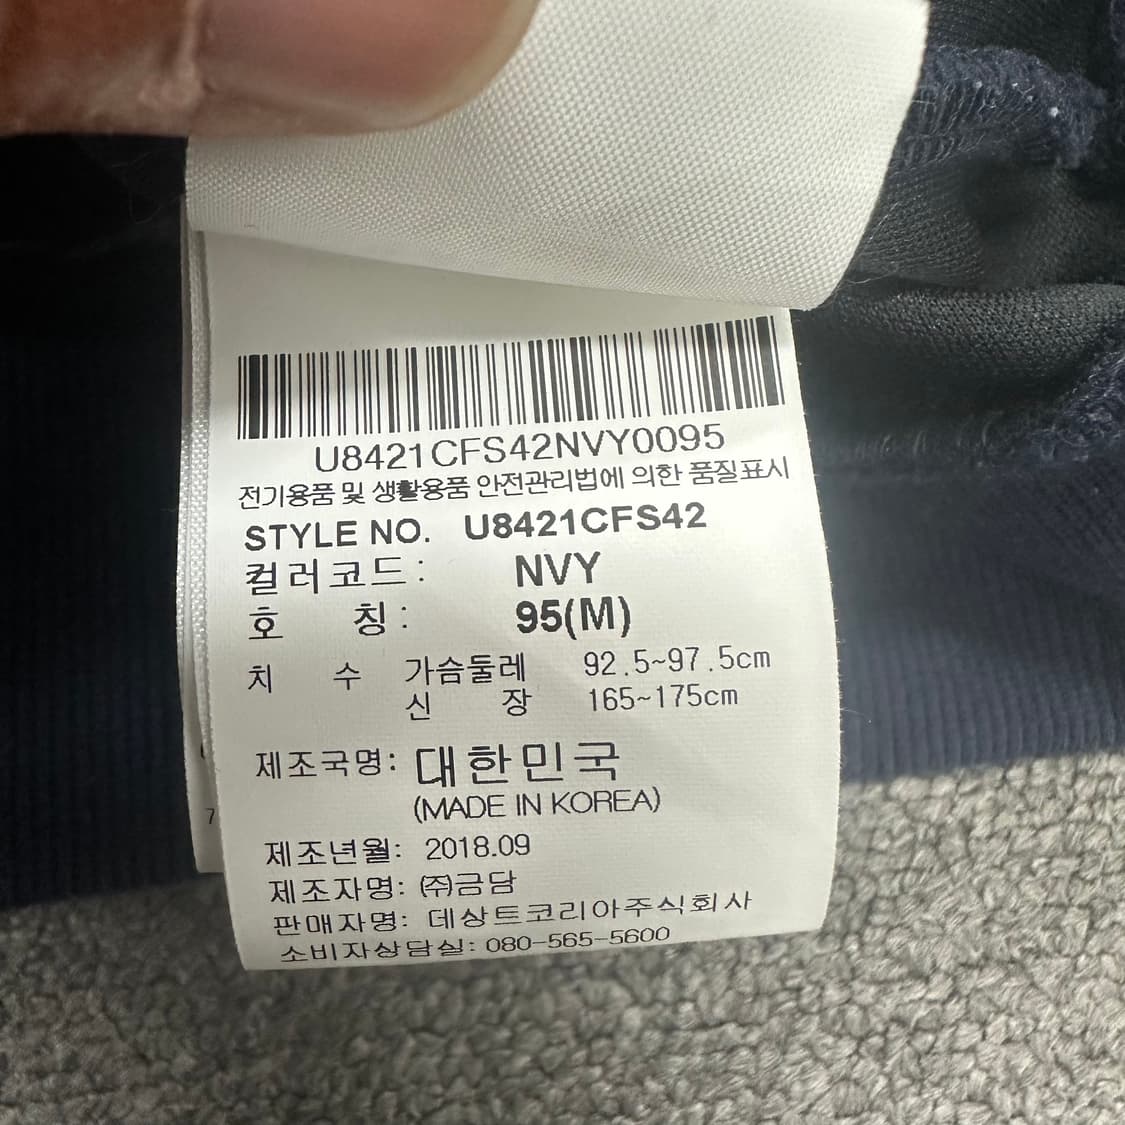 U8421CFS42NVY0095
전기용품 및 생활용품 안전관리법에 의한 품질표시
STYLE NO. U8421CFS42
컬러코드: NVY
호 칭: 95(M)
치 수 가슴둘레 92.5~97.5cm
신 장 165~175cm
제조국명: 대한민국
(MADE IN KOREA)
제조년월: 2018.09
제조자명: ㈜금담
판매자명: 데상트코리아주식회사
소비자상담실: 080-565-5600
7